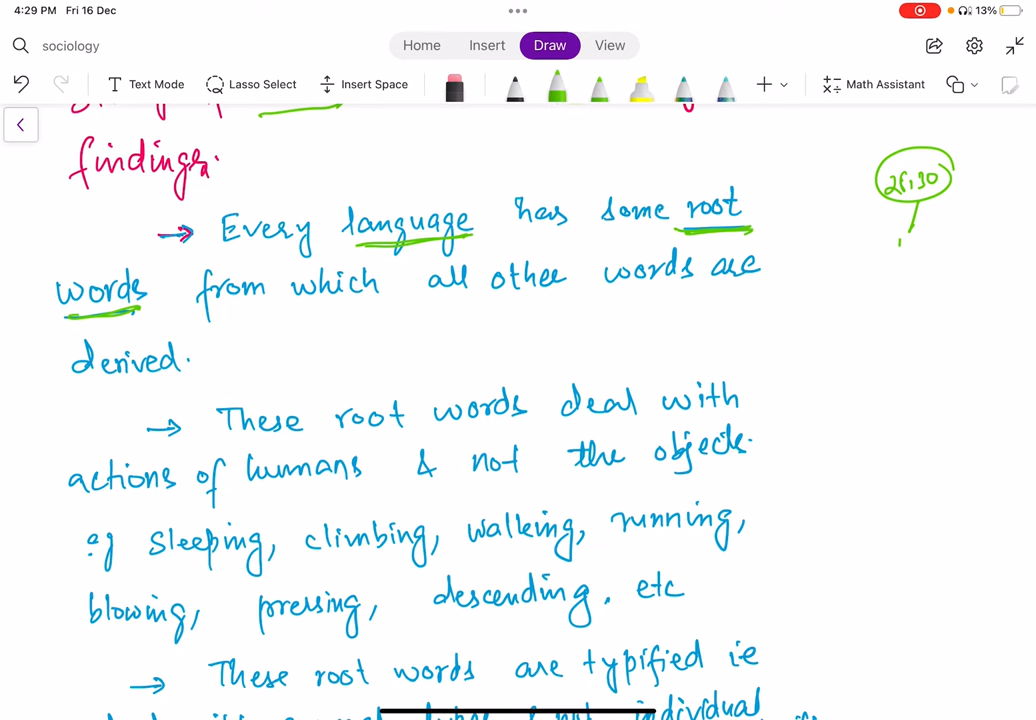 4:29 PM Fri 16 Dec
13%
sociology
Home Insert Draw View
Text Mode Lasso Select Insert Space Math Assistant
findings.
→ Every language has some root
words from which all other words are
derived.
→ These root words deal with
actions of humans & not the objects.
eg sleeping, climbing, walking, running,
blowing, pressing, descending, etc
→ These root words are typified ie
not individual